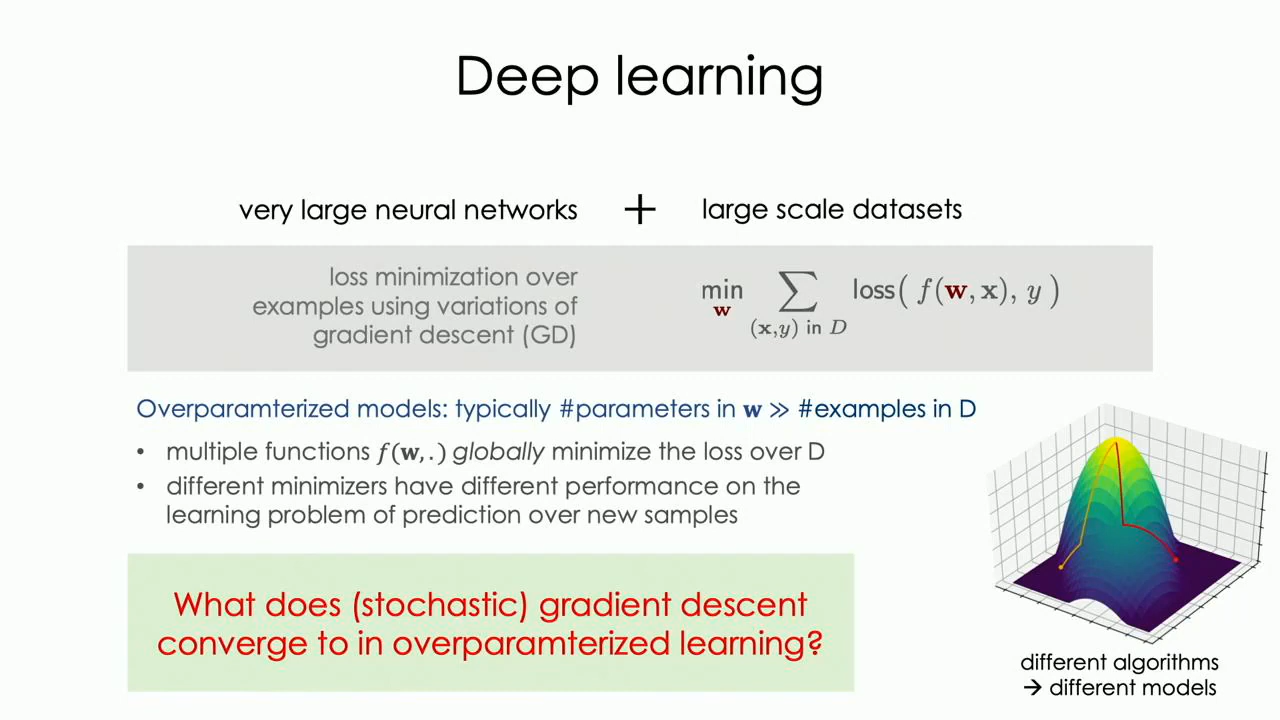 Deep learning
very large neural networks + large scale datasets
loss minimization over
examples using variations of
gradient descent (GD)
min w ∑ (x,y) in D loss( f(w, x), y )
Overparamterized models: typically #parameters in w ≫ #examples in D
• multiple functions f(w, .) globally minimize the loss over D
• different minimizers have different performance on the
learning problem of prediction over new samples
What does (stochastic) gradient descent
converge to in overparamterized learning?
different algorithms
→ different models